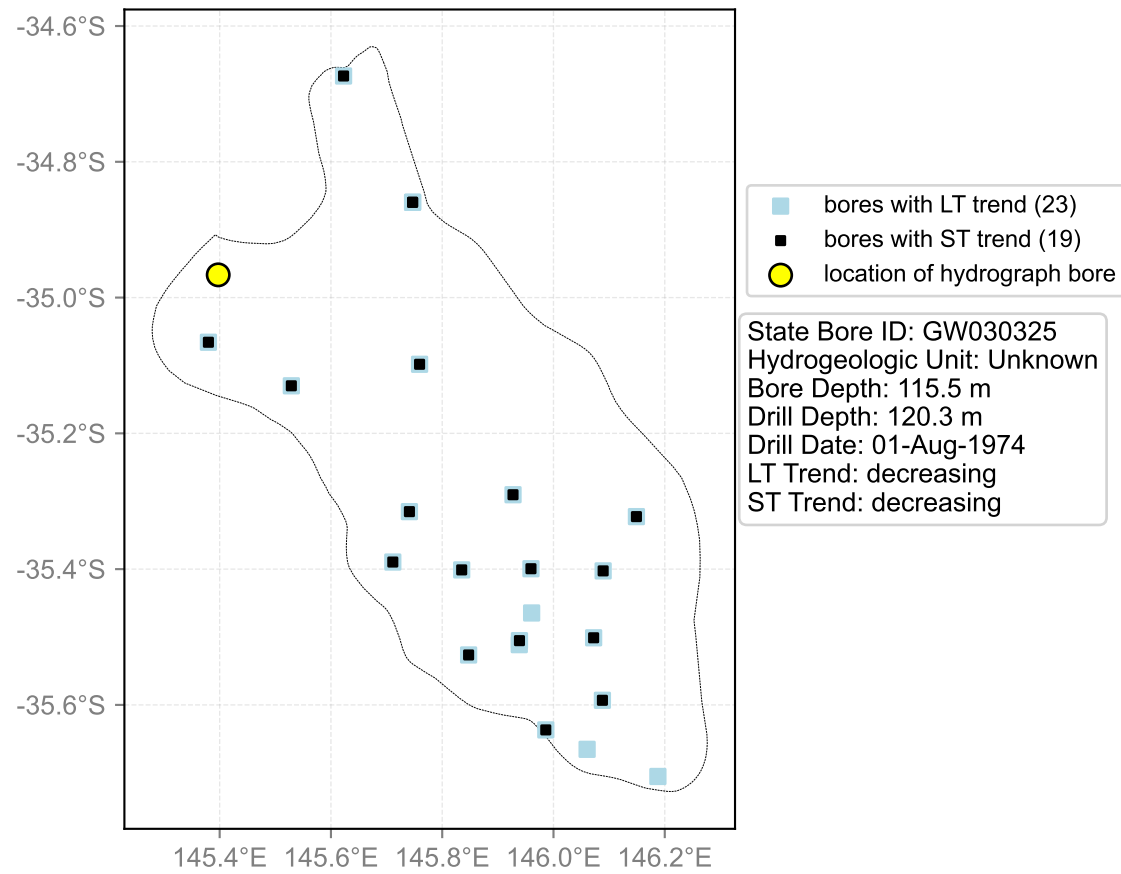 -34.6°S
-34.8°S
-35.0°S
-35.2°S
-35.4°S
-35.6°S
145.4°E 145.6°E 145.8°E 146.0°E 146.2°E
bores with LT trend (23)
bores with ST trend (19)
location of hydrograph bore
State Bore ID: GW030325
Hydrogeologic Unit: Unknown
Bore Depth: 115.5 m
Drill Depth: 120.3 m
Drill Date: 01-Aug-1974
LT Trend: decreasing
ST Trend: decreasing